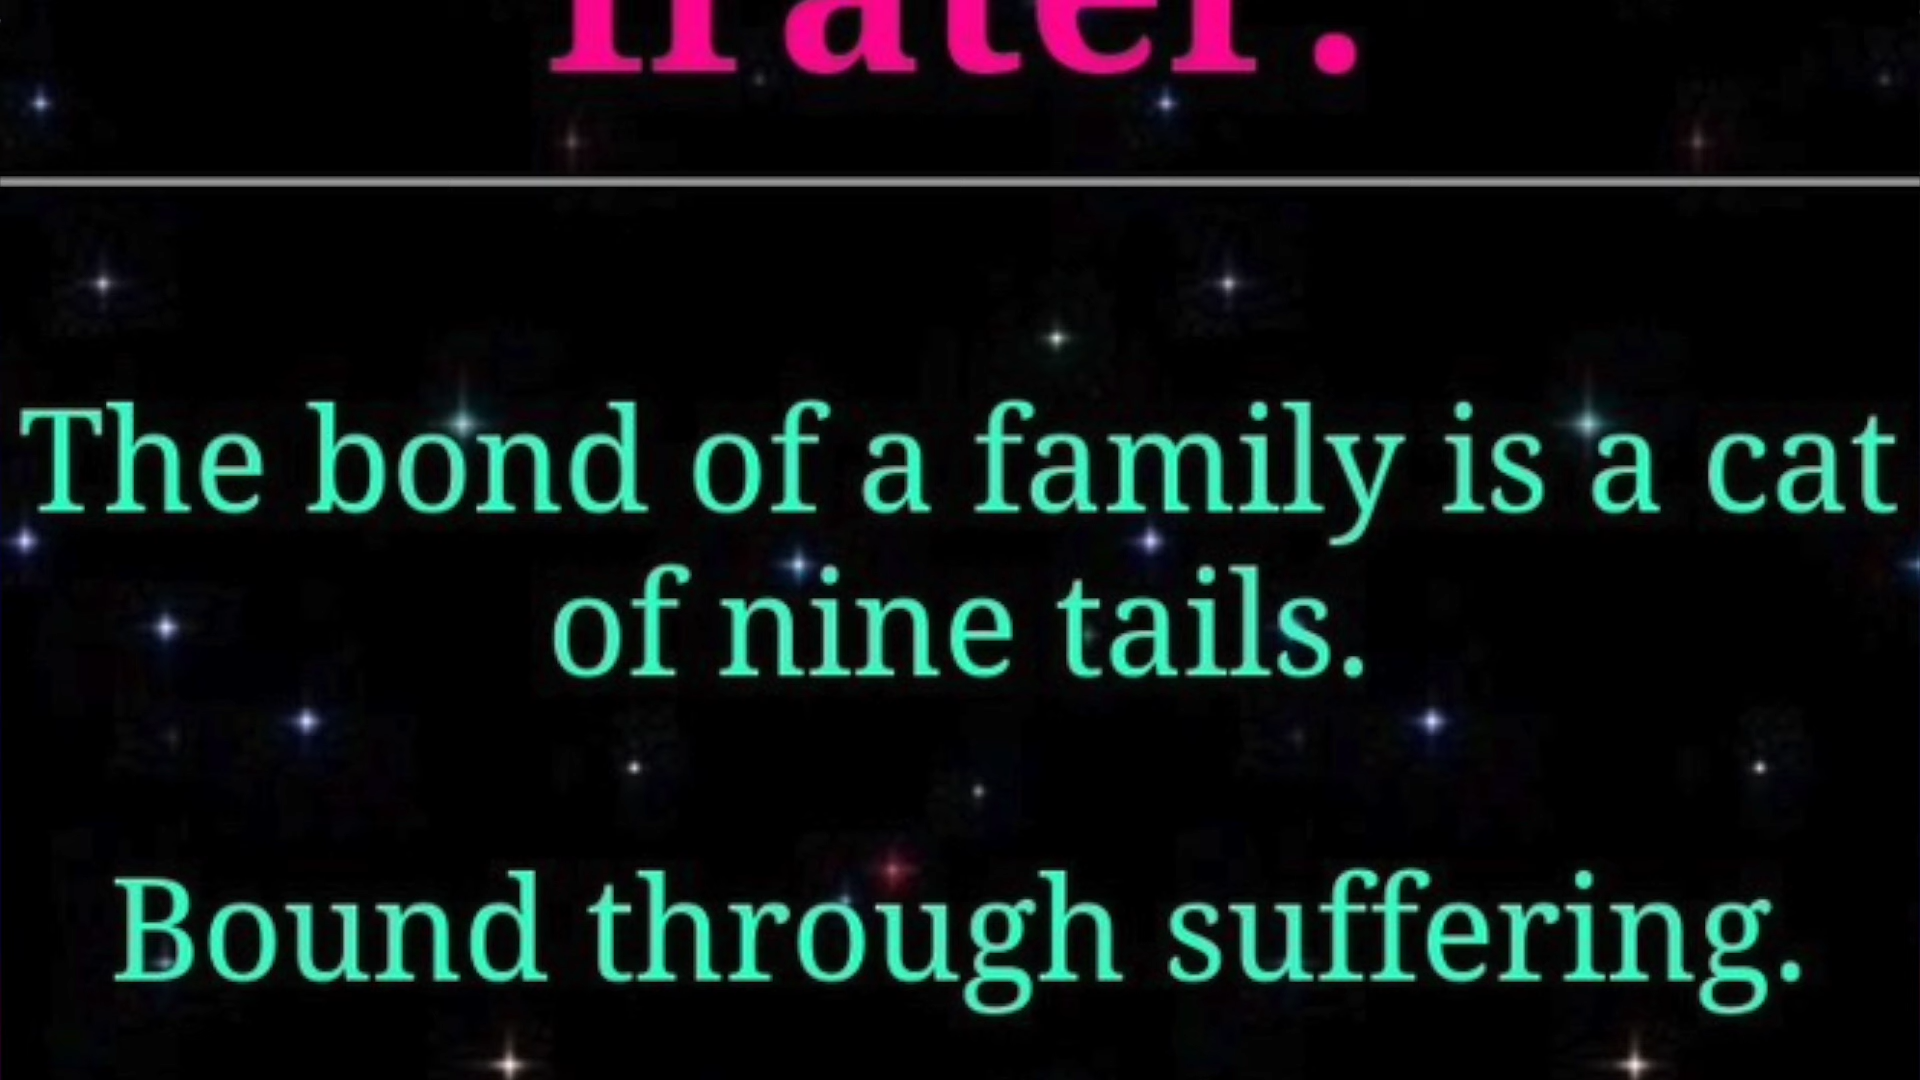 frater.
The bond of a family is a cat
of nine tails.
Bound through suffering.